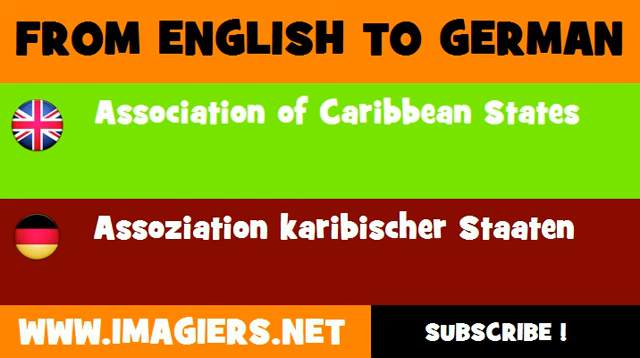 FROM ENGLISH TO GERMAN
Association of Caribbean States
Assoziation karibischer Staaten
WWW.IMAGIERS.NET
SUBSCRIBE !